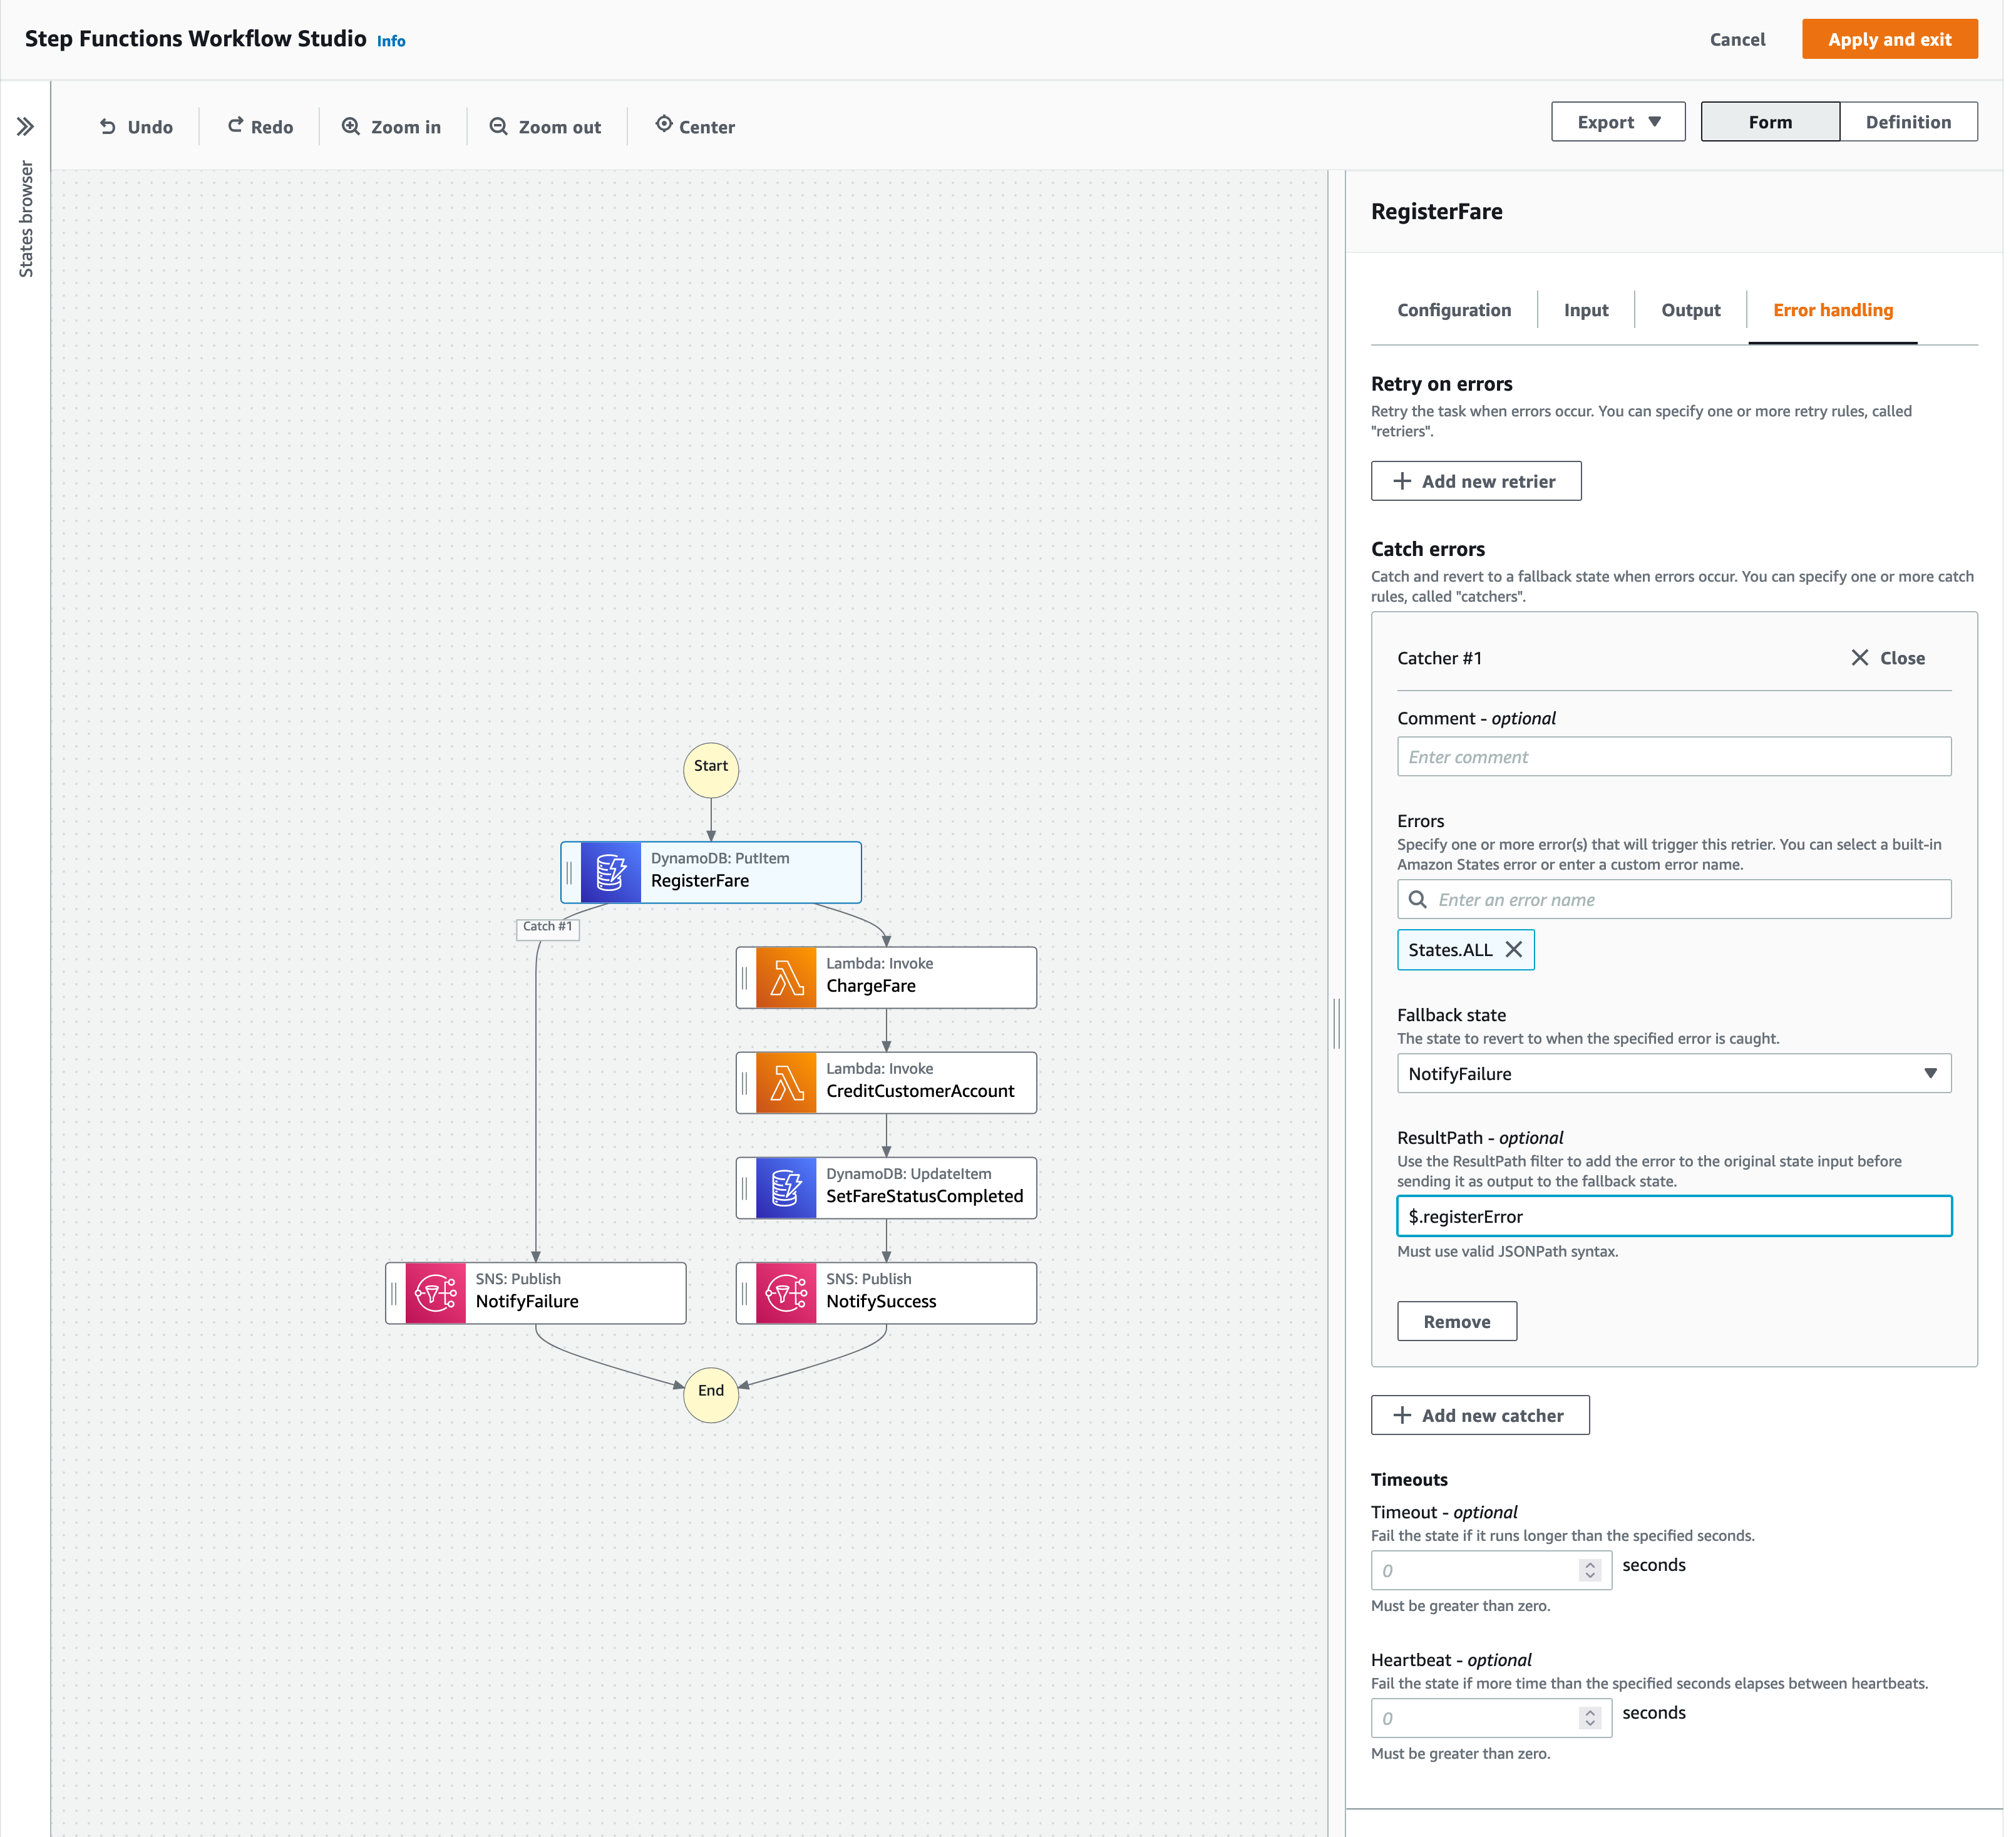 Step Functions Workflow Studio Info
Cancel
Apply and exit
Undo
Redo
Zoom in
Zoom out
Center
Export
Form
Definition
States browser
Start
DynamoDB: PutItem
RegisterFare
Catch #1
Lambda: Invoke
ChargeFare
Lambda: Invoke
CreditCustomerAccount
DynamoDB: UpdateItem
SetFareStatusCompleted
SNS: Publish
NotifyFailure
SNS: Publish
NotifySuccess
End
RegisterFare
Configuration
Input
Output
Error handling
Retry on errors
Retry the task when errors occur. You can specify one or more retry rules, called
"retriers".
Add new retrier
Catch errors
Catch and revert to a fallback state when errors occur. You can specify one or more catch
rules, called "catchers".
Catcher #1
Close
Comment - optional
Enter comment
Errors
Specify one or more error(s) that will trigger this retrier. You can select a built-in
Amazon States error or enter a custom error name.
Enter an error name
States.ALL
Fallback state
The state to revert to when the specified error is caught.
NotifyFailure
ResultPath - optional
Use the ResultPath filter to add the error to the original state input before
sending it as output to the fallback state.
$.registerError
Must use valid JSONPath syntax.
Remove
Add new catcher
Timeouts
Timeout - optional
Fail the state if it runs longer than the specified seconds.
0
seconds
Must be greater than zero.
Heartbeat - optional
Fail the state if more time than the specified seconds elapses between heartbeats.
0
seconds
Must be greater than zero.